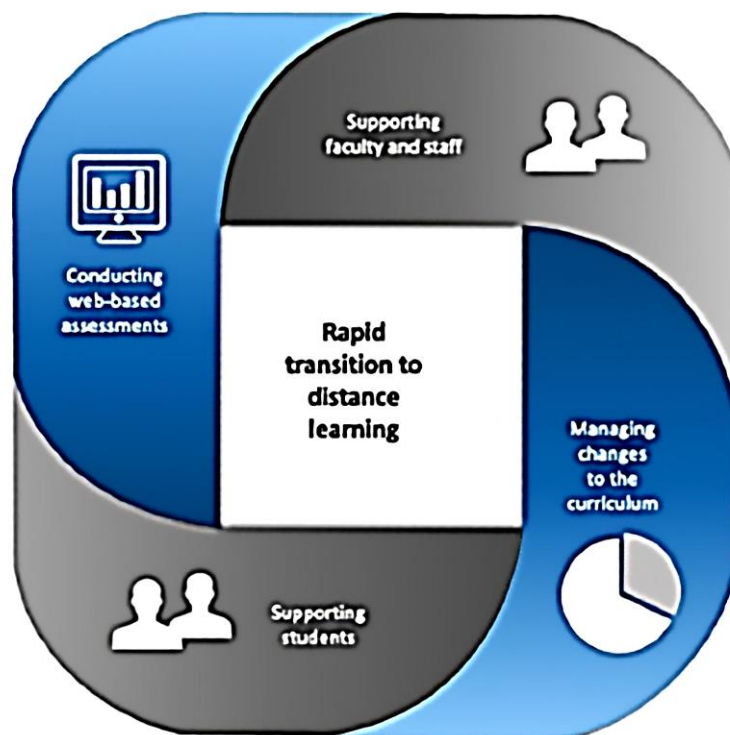 Supporting
faculty and staff
Conducting
web-based
assessments
Rapid
transition to
distance
learning
Managing
changes
to the
curriculum
Supporting
students